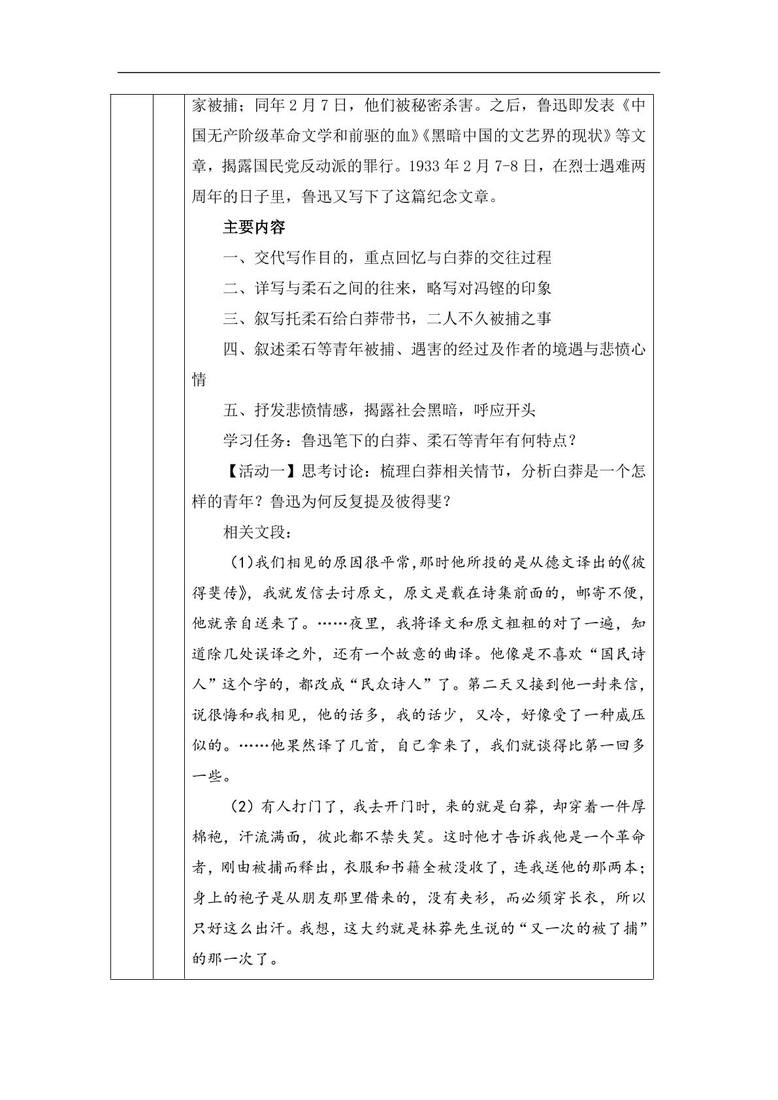 家被捕；同年 2 月 7 日，他们被秘密杀害。之后，鲁迅即发表《中
国无产阶级革命文学和前驱的血》《黑暗中国的文艺界的现状》等文
章，揭露国民党反动派的罪行。1933 年 2 月 7-8 日，在烈士遇难两
周年的日子里，鲁迅又写下了这篇纪念文章。
主要内容
一、交代写作目的，重点回忆与白莽的交往过程
二、详写与柔石之间的往来，略写对冯铿的印象
三、叙写托柔石给白莽带书，二人不久被捕之事
四、叙述柔石等青年被捕、遇害的经过及作者的境遇与悲愤心
情
五、抒发悲愤情感，揭露社会黑暗，呼应开头
学习任务：鲁迅笔下的白莽、柔石等青年有何特点？
【活动一】思考讨论：梳理白莽相关情节，分析白莽是一个怎
样的青年？鲁迅为何反复提及彼得斐？
相关文段：
（1）我们相见的原因很平常，那时他所投的是从德文译出的《彼
得斐传》，我就发信去讨原文，原文是载在诗集前面的，邮寄不便，
他就亲自送来了。……夜里，我将译文和原文粗粗的对了一遍，知
道除几处误译之外，还有一个故意的曲译。他像是不喜欢“国民诗
人”这个字的，都改成“民众诗人”了。第二天又接到他一封来信，
说很悔和我相见，他的话多，我的话少，又冷，好像受了一种威压
似的。……他果然译了几首，自己拿来了，我们就谈得比第一回多
一些。
（2）有人打门了，我去开门时，来的就是白莽，却穿着一件厚
棉袍，汗流满面，彼此都不禁失笑。这时他才告诉我他是一个革命
者，刚由被捕而释出，衣服和书籍全被没收了，连我送他的那两本；
身上的袍子是从朋友那里借来的，没有夹衫，而必须穿长衣，所以
只好这么出汗。我想，这大约就是林莽先生说的“又一次的被了捕”
的那一次了。